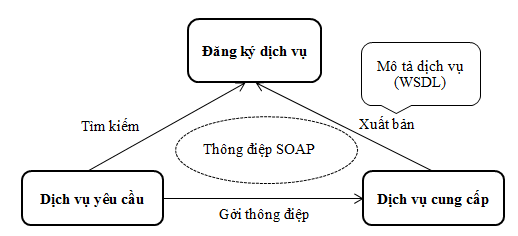 Đăng ký dịch vụ
Mô tả dịch vụ
(WSDL)
Tìm kiếm
Xuất bản
Thông điệp SOAP
Dịch vụ yêu cầu
Dịch vụ cung cấp
Gởi thông điệp